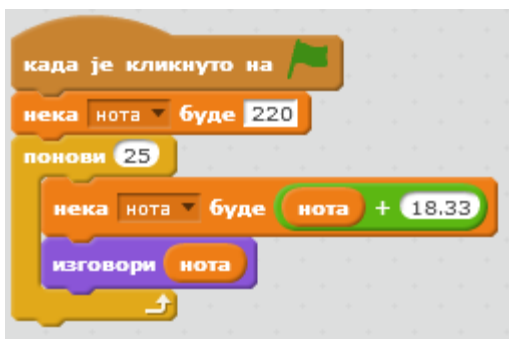 када је кликнуто на
нека нота буде 220
понови 25
нека нота буде нота + 18.33
изговори нота